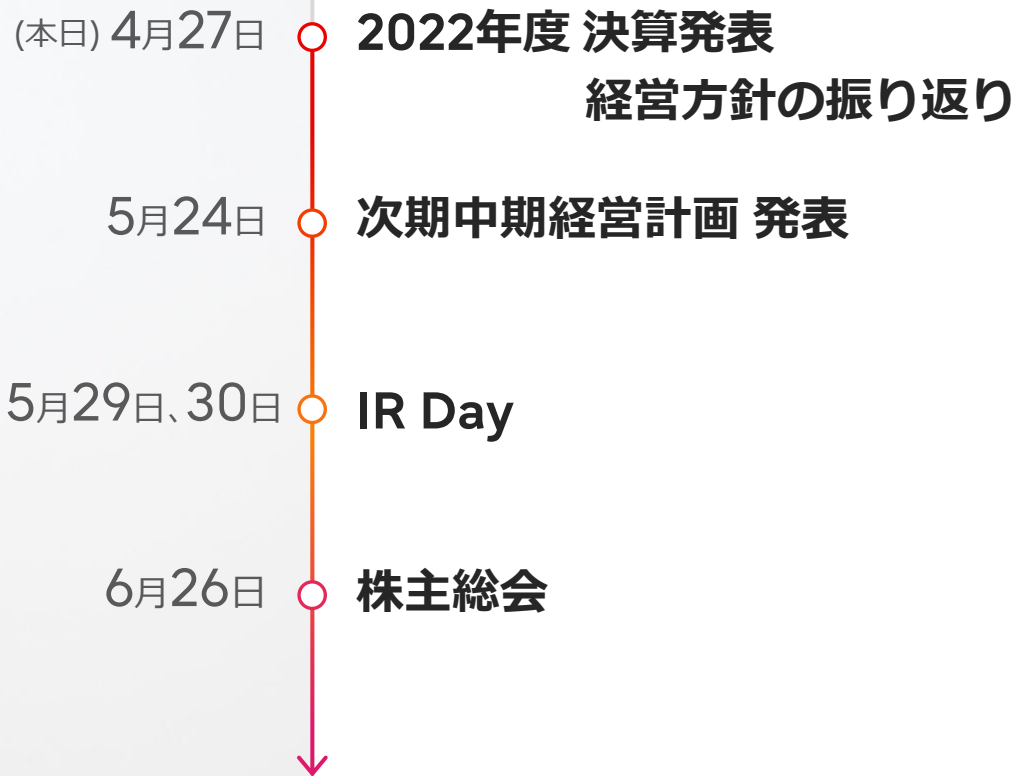 (本日) 4月27日 2022年度 決算発表
経営方針の振り返り
5月24日 次期中期経営計画 発表
5月29日、30日 IR Day
6月26日 株主総会